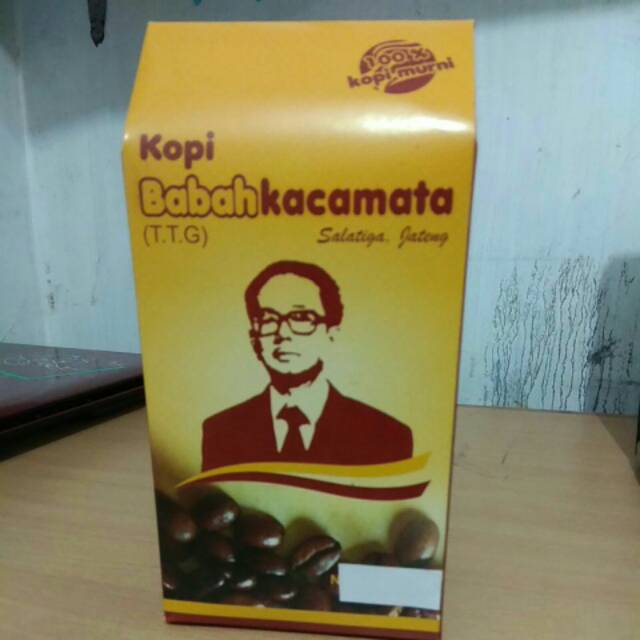 100%
kopi murni
Kopi
Babahkacamata
(T.T.G) Salatiga, Jateng